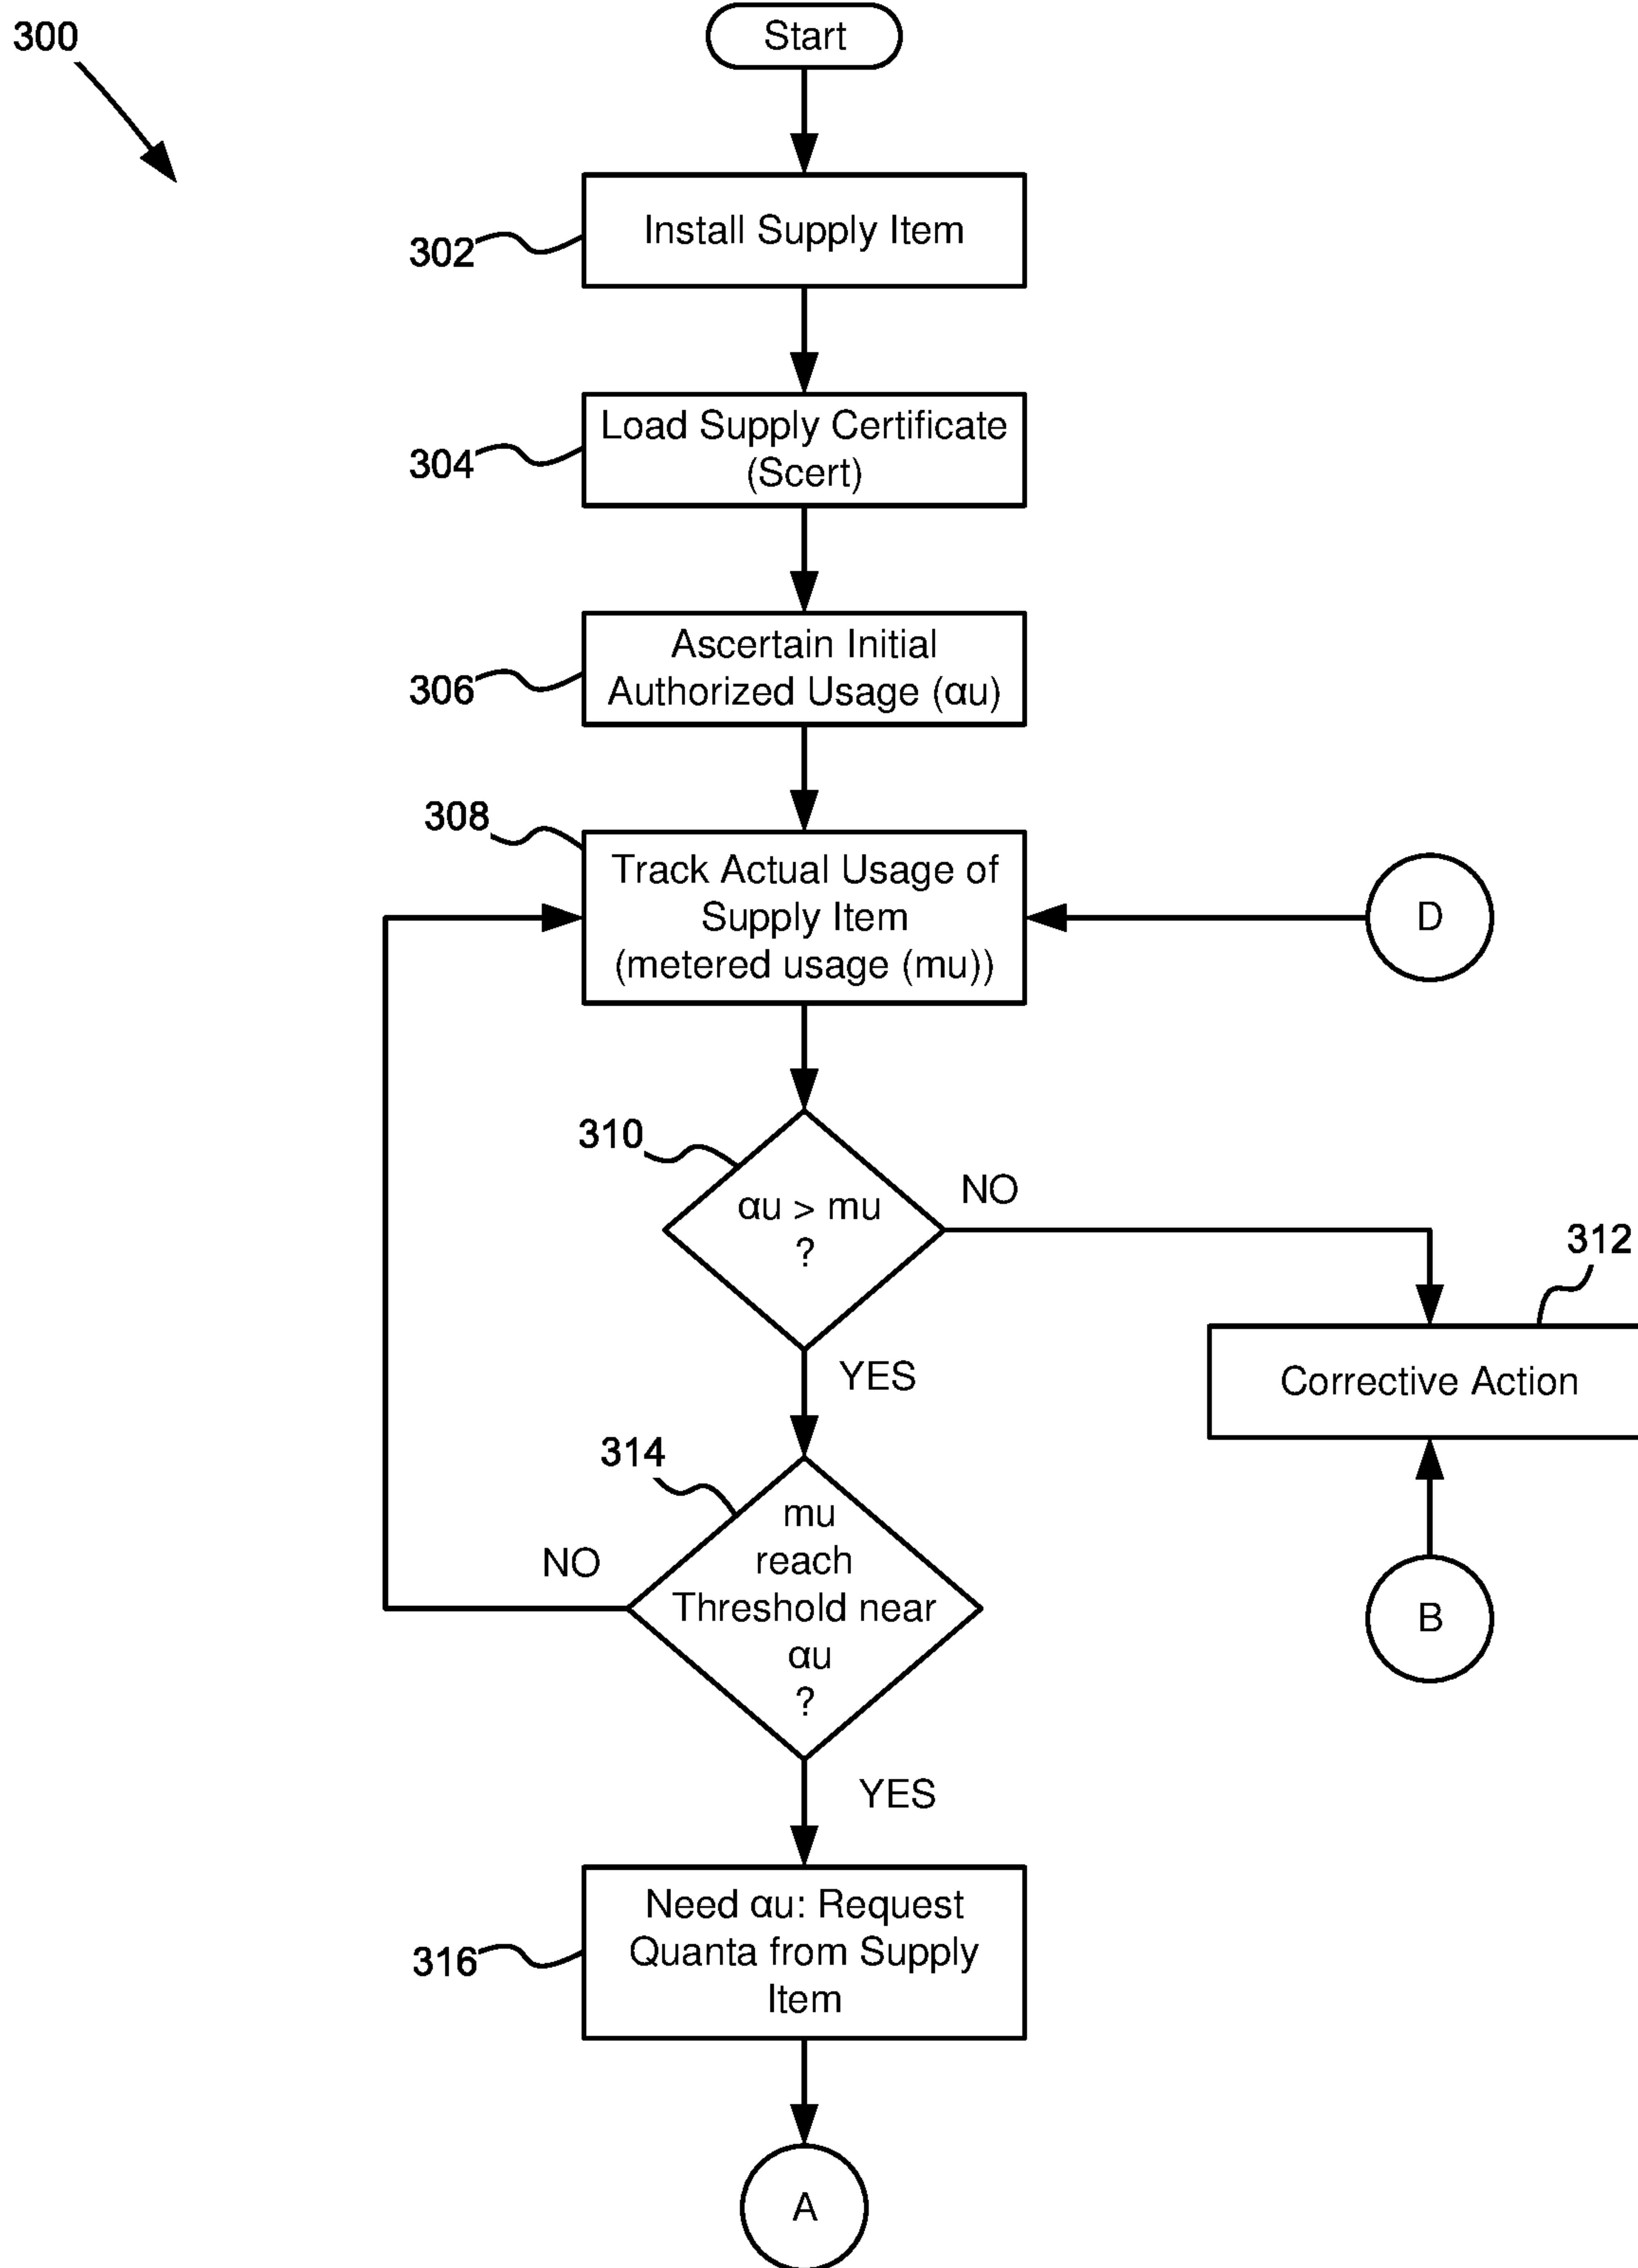 300
Start
Install Supply Item
302
Load Supply Certificate
(Scert)
304
Ascertain Initial
Authorized Usage (αu)
306
308
Track Actual Usage of
Supply Item
(metered usage (mu))
D
310
αu > mu
?
NO
312
Corrective Action
YES
314
mu
reach
Threshold near
αu
?
NO
B
YES
Need αu: Request
Quanta from Supply
Item
316
A